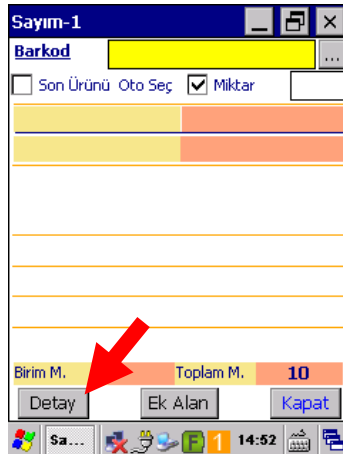 Sayım-1
Barkod ...
Son Ürünü Oto Seç Miktar
Birim M. Toplam M. 10
Detay Ek Alan Kapat
Sa... F 1 14:52